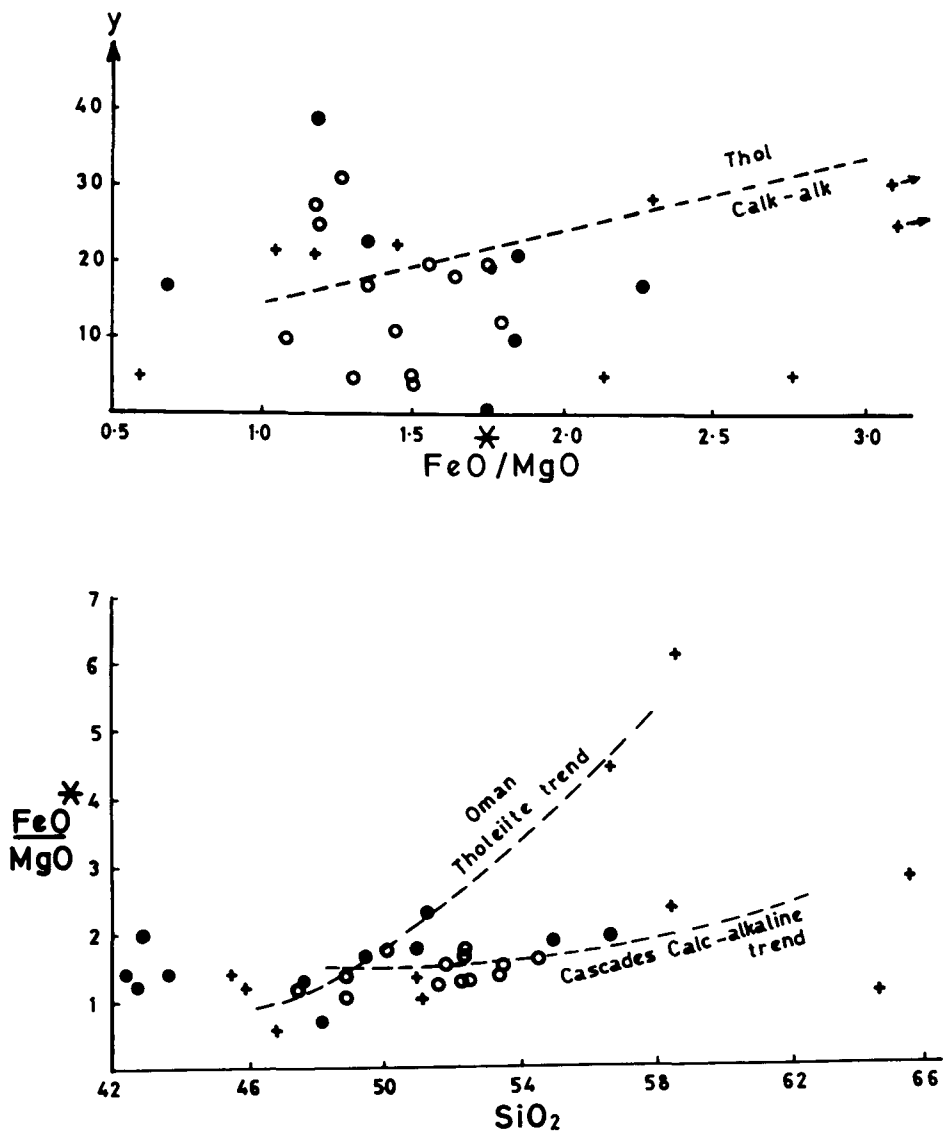 y
40
30
20
10
Thol
Calk-alk
0·5 1·0 1·5 2·0 2·5 3·0
*
FeO/MgO
7
6
5
4
3
2
1
FeO*
MgO
Oman
Tholeiite trend
Cascades Calc-alkaline
trend
42 46 50 54 58 62 66
SiO₂